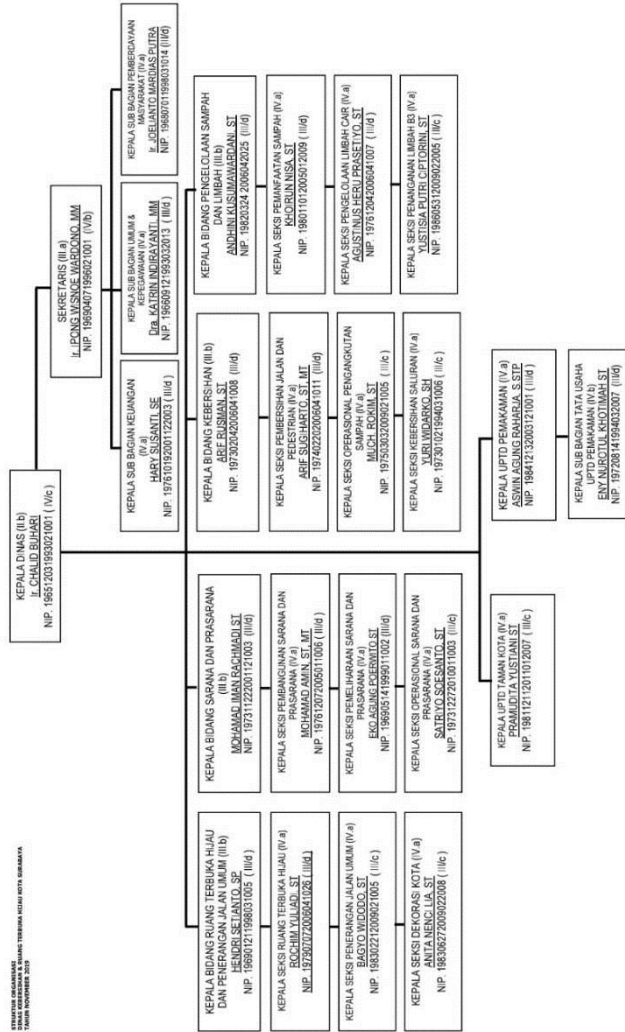 STRUKTUR ORGANISASI
DINAS KEBERSIHAN & RUANG TERBUKA HIJAU KOTA SURABAYA
TAHUN NOVEMBER 2019
KEPALA DINAS (II.b)
Ir. CHALID BUHARI
NIP. 196512031993021001 ( IV/c)
SEKRETARIS (III.a)
Ir. IPONG WISNOE WARDONO, MM
NIP. 196904071996021001 (IV/b)
KEPALA SUB BAGIAN KEUANGAN
(IV.a)
HARY SUSANTI, SE
NIP. 197610192001122003 ( III/d )
KEPALA SUB BAGIAN UMUM &
KEPEGAWAIAN (IV.a)
Dra. KATRIN INDIRAYANTI, MM
NIP. 196609121993032013 ( III/d )
KEPALA SUB BAGIAN PEMBERDAYAAN
MASYARAKAT (IV.a)
Ir. JOELIANTO MARDIAS PUTRA
NIP. 196807011998031014 (III/d)
KEPALA BIDANG RUANG TERBUKA HIJAU
DAN PENERANGAN JALAN UMUM (III.b)
HENDRI SETIANTO, SP
NIP. 196901211998031005 ( III/d )
KEPALA SEKSI RUANG TERBUKA HIJAU (IV.a)
ROCHIM YULIADI, ST
NIP. 197907072006041026 ( III/d )
KEPALA SEKSI PENERANGAN JALAN UMUM (IV.a)
BAGYO WIDODO, ST
NIP. 198302212009021005 ( III/c )
KEPALA SEKSI DEKORASI KOTA (IV.a)
ANITA NENCI LIA, ST
NIP. 198306272009022008 ( III/c )
KEPALA BIDANG SARANA DAN PRASARANA
(III.b)
MOHAMAD IMAN RACHMADI ST
NIP. 197311222001121003 (III/d)
KEPALA SEKSI PEMBANGUNAN SARANA DAN
PRASARANA (IV.a)
MOHAMAD AMIN, ST, MT
NIP. 197612072005011006 ( III/d )
KEPALA SEKSI PEMELIHARAAN SARANA DAN
PRASARANA (IV.a)
EKO AGUNG POERWITO ST
NIP. 196905141999011002 (III/d)
KEPALA SEKSI OPERASIONAL SARANA DAN
PRASARANA (IV.a)
SATRIYO SOESANTO, ST
NIP. 197312272010011003 (III/c)
KEPALA BIDANG KEBERSIHAN (III.b)
ARIF RUSMAN, ST
NIP. 197302042006041008 (III/d)
KEPALA SEKSI PEMBERSIHAN JALAN DAN
PEDESTRIAN (IV.a)
ARIF SUGIHARTO, ST, MT
NIP. 197402202006041011 (III/d)
KEPALA SEKSI OPERASIONAL PENGANGKUTAN
SAMPAH (IV.a)
MUCH. ROKIM, ST
NIP. 197503032009021005 ( III/c )
KEPALA SEKSI KEBERSIHAN SALURAN (IV.a)
YURI WIDARKO, SH
NIP. 197301021994031006 ( III/c )
KEPALA BIDANG PENGELOLAAN SAMPAH
DAN LIMBAH (III.b)
ANDHINI KUSUMAWARDANI, ST
NIP. 19820324 2006042025 (III/d)
KEPALA SEKSI PEMANFAATAN SAMPAH (IV.a)
KHOIRUN NISA, ST
NIP. 198011012005012009 ( III/d)
KEPALA SEKSI PENGELOLAAN LIMBAH CAIR (IV.a)
AGUSTINUS HERU PRASETIYO, ST
NIP. 197612042006041007 ( III/d )
KEPALA SEKSI PENANGANAN LIMBAH B3 (IV.a)
YUSTISIA PUTRI CIPTORINI, ST
NIP. 198605312009022005 ( III/c )
KEPALA UPTD TAMAN KOTA (IV.a)
PRAMUDITA YUSTIANI ST
NIP. 198112112011012007 ( III/c )
KEPALA UPTD PEMAKAMAN (IV.a)
ASWIN AGUNG RAHARJA, S.STP
NIP. 198412132003121001 ( III/d )
KEPALA SUB BAGIAN TATA USAHA
UPTD PEMAKAMAN (IV.b)
ENY NUROTUL KHOTIMAH ST
NIP. 197208141994032007 (III/d)